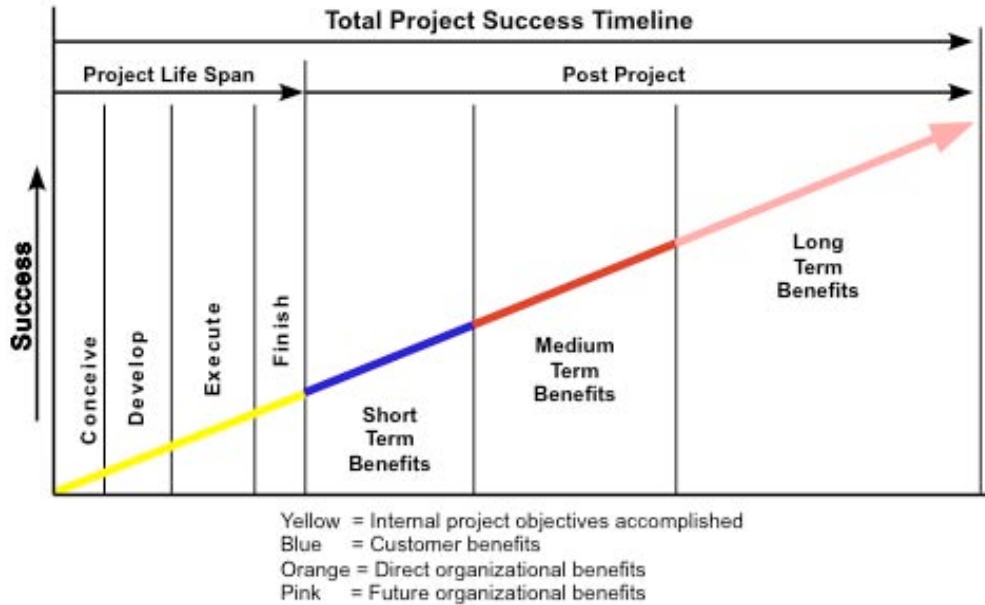 Total Project Success Timeline
Project Life Span
Post Project
Success
Conceive
Develop
Execute
Finish
Short
Term
Benefits
Medium
Term
Benefits
Long
Term
Benefits
Yellow = Internal project objectives accomplished
Blue = Customer benefits
Orange = Direct organizational benefits
Pink = Future organizational benefits